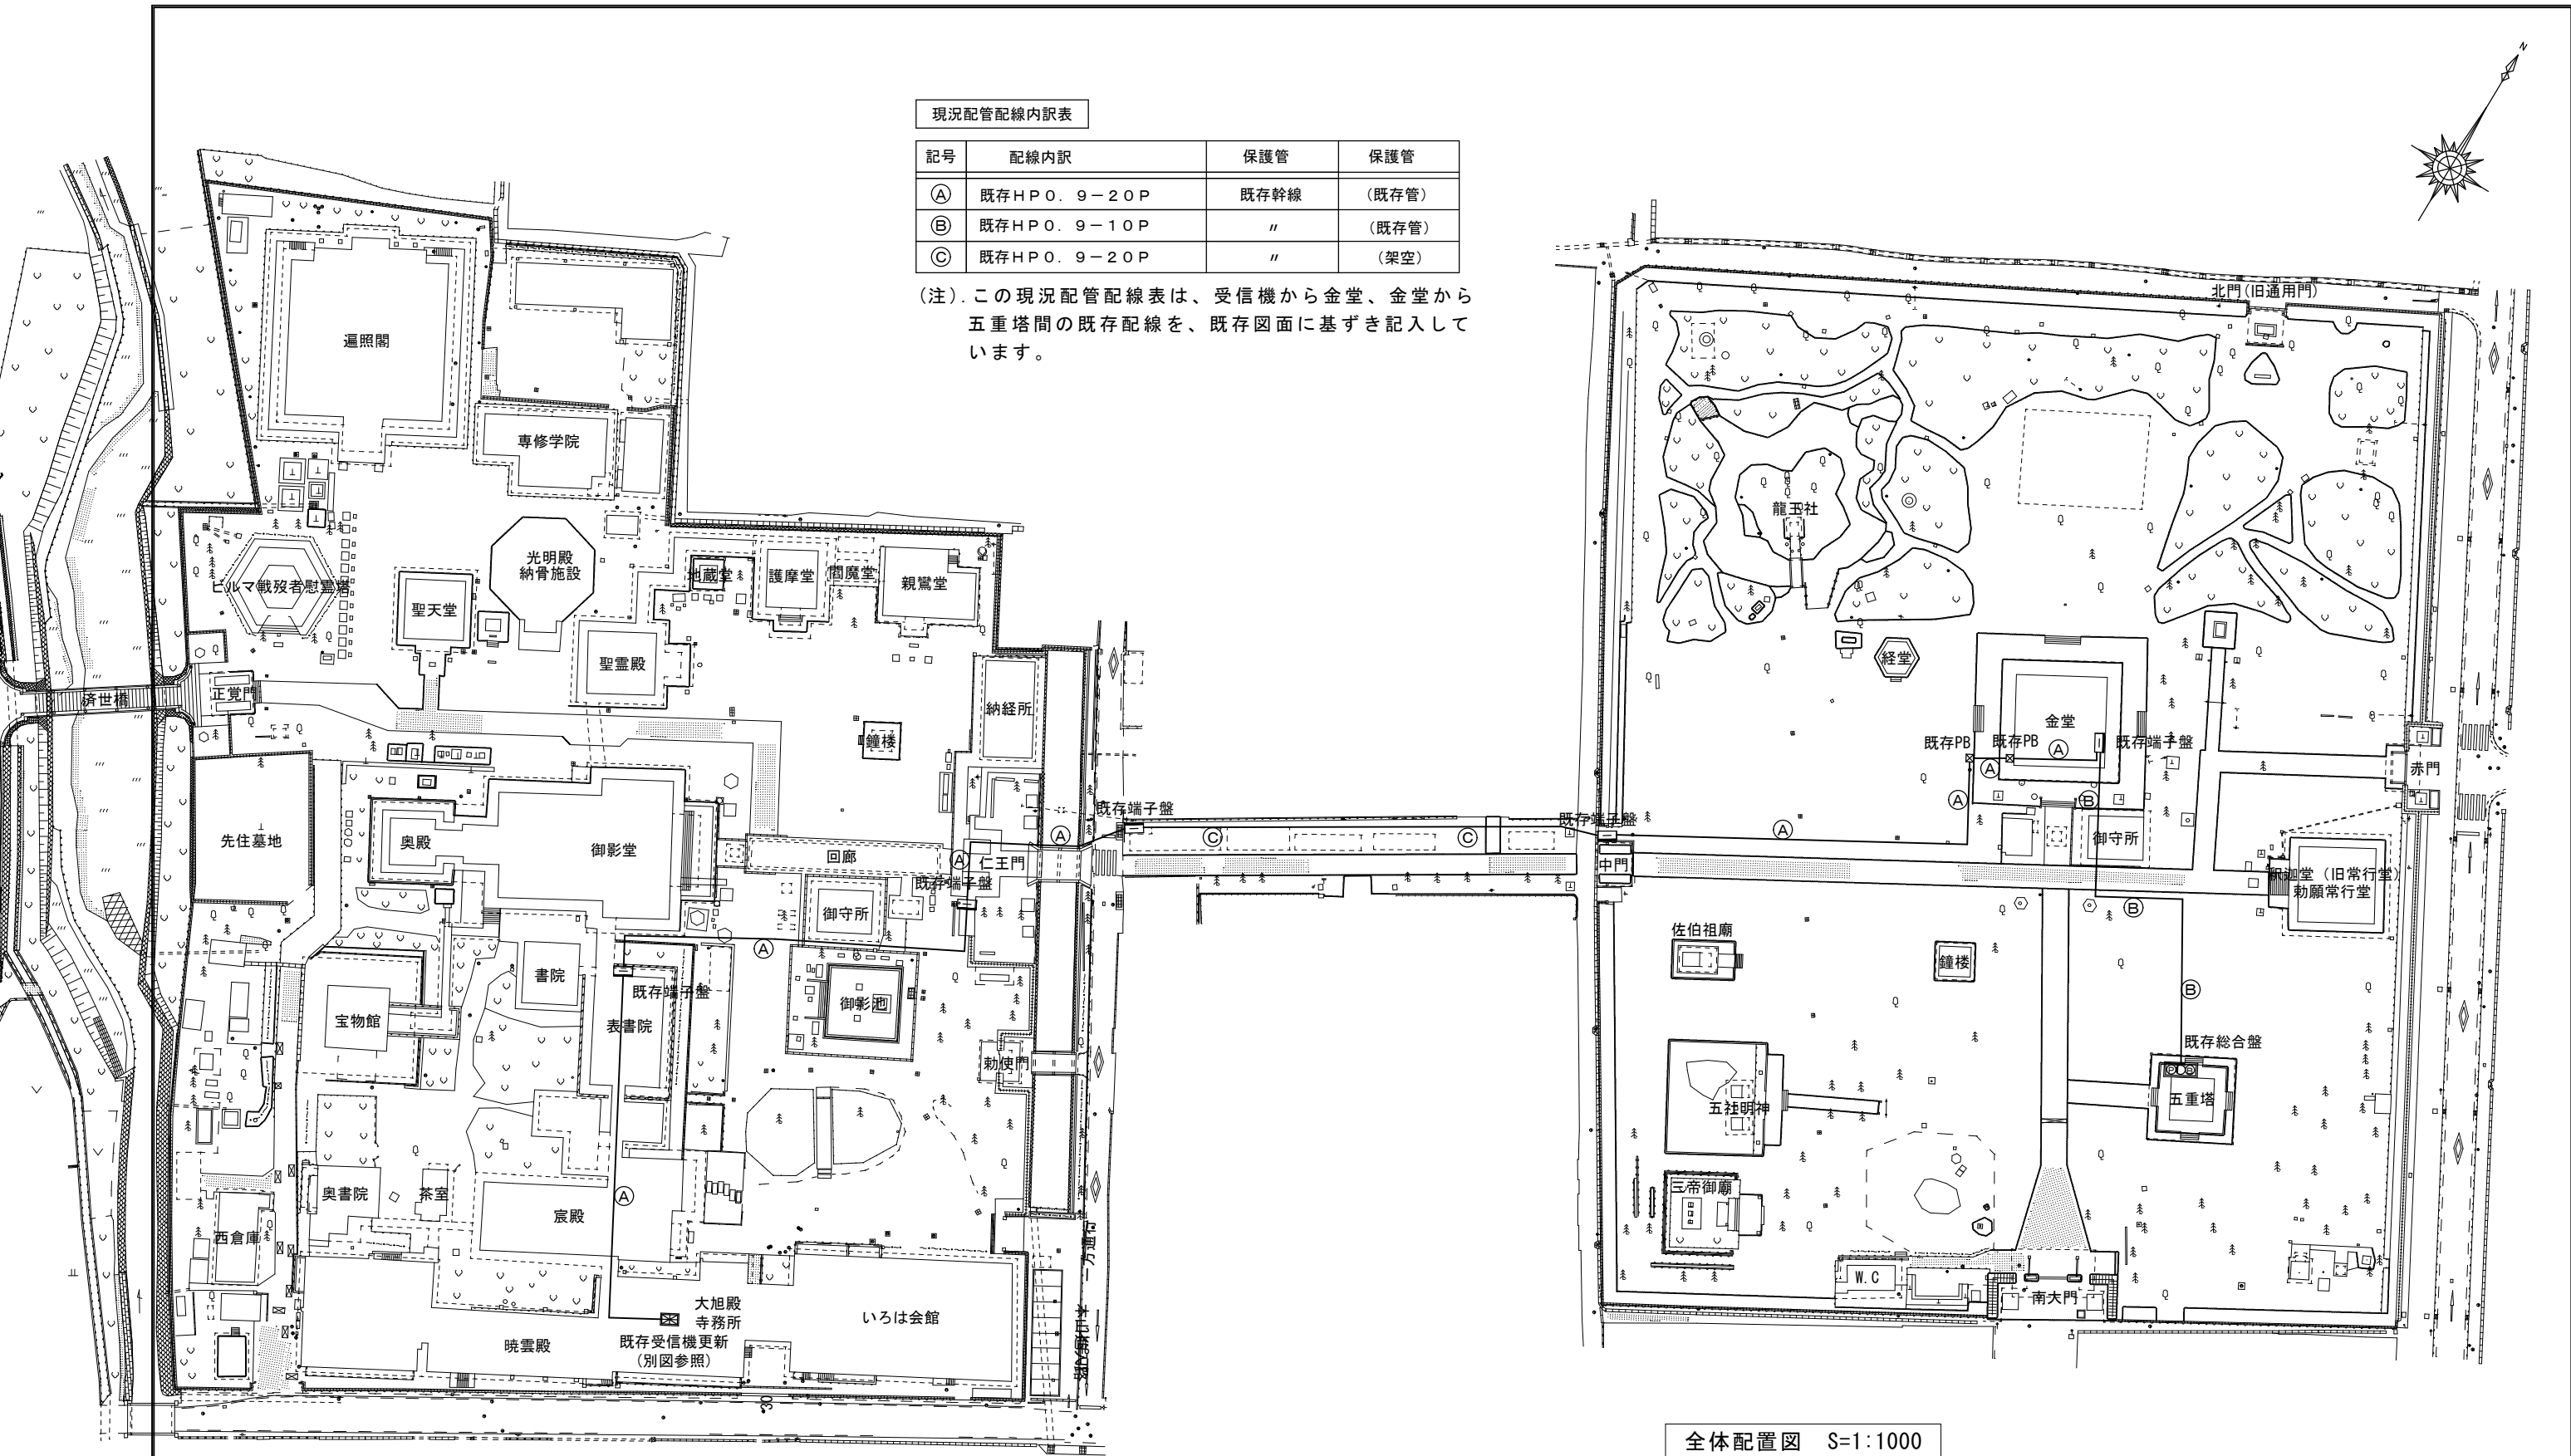 現況配管配線内訳表
記号 配線内訳 保護管 保護管
Ⓐ 既存HP0.9-20P 既存幹線 (既存管)
Ⓑ 既存HP0.9-10P 〃 (既存管)
Ⓒ 既存HP0.9-20P 〃 (架空)
(注).この現況配管配線表は、受信機から金堂、金堂から
五重塔間の既存配線を、既存図面に基ずき記入して
います。
N
遍照閣
専修学院
光明殿
納骨施設
地蔵堂
護摩堂
閻魔堂
親鸞堂
ビルマ戦歿者慰霊塔
聖天堂
聖霊殿
済世橋
正覚門
納経所
鐘楼
先住墓地
奥殿
御影堂
回廊
Ⓐ
Ⓐ
仁王門
既存端子盤
既存端子盤
御守所
Ⓐ
書院
既存端子盤
宝物館
表書院
御影池
勅使門
奥書院
茶室
宸殿
Ⓐ
西倉庫
大旭殿
寺務所
既存受信機更新
(別図参照)
暁雲殿
いろは会館
一方通行
30
Ⓒ
Ⓒ
既存端子盤
中門
北門(旧通用門)
龍王社
経堂
金堂
既存PB
既存PB
Ⓐ
既存端子盤
Ⓐ
Ⓐ
Ⓑ
Ⓐ
赤門
御守所
釈迦堂(旧常行堂)
勅願常行堂
Ⓑ
佐伯祖廟
鐘楼
Ⓑ
既存総合盤
五重塔
五社明神
三帝御廟
W.C
南大門
全体配置図 S=1:1000